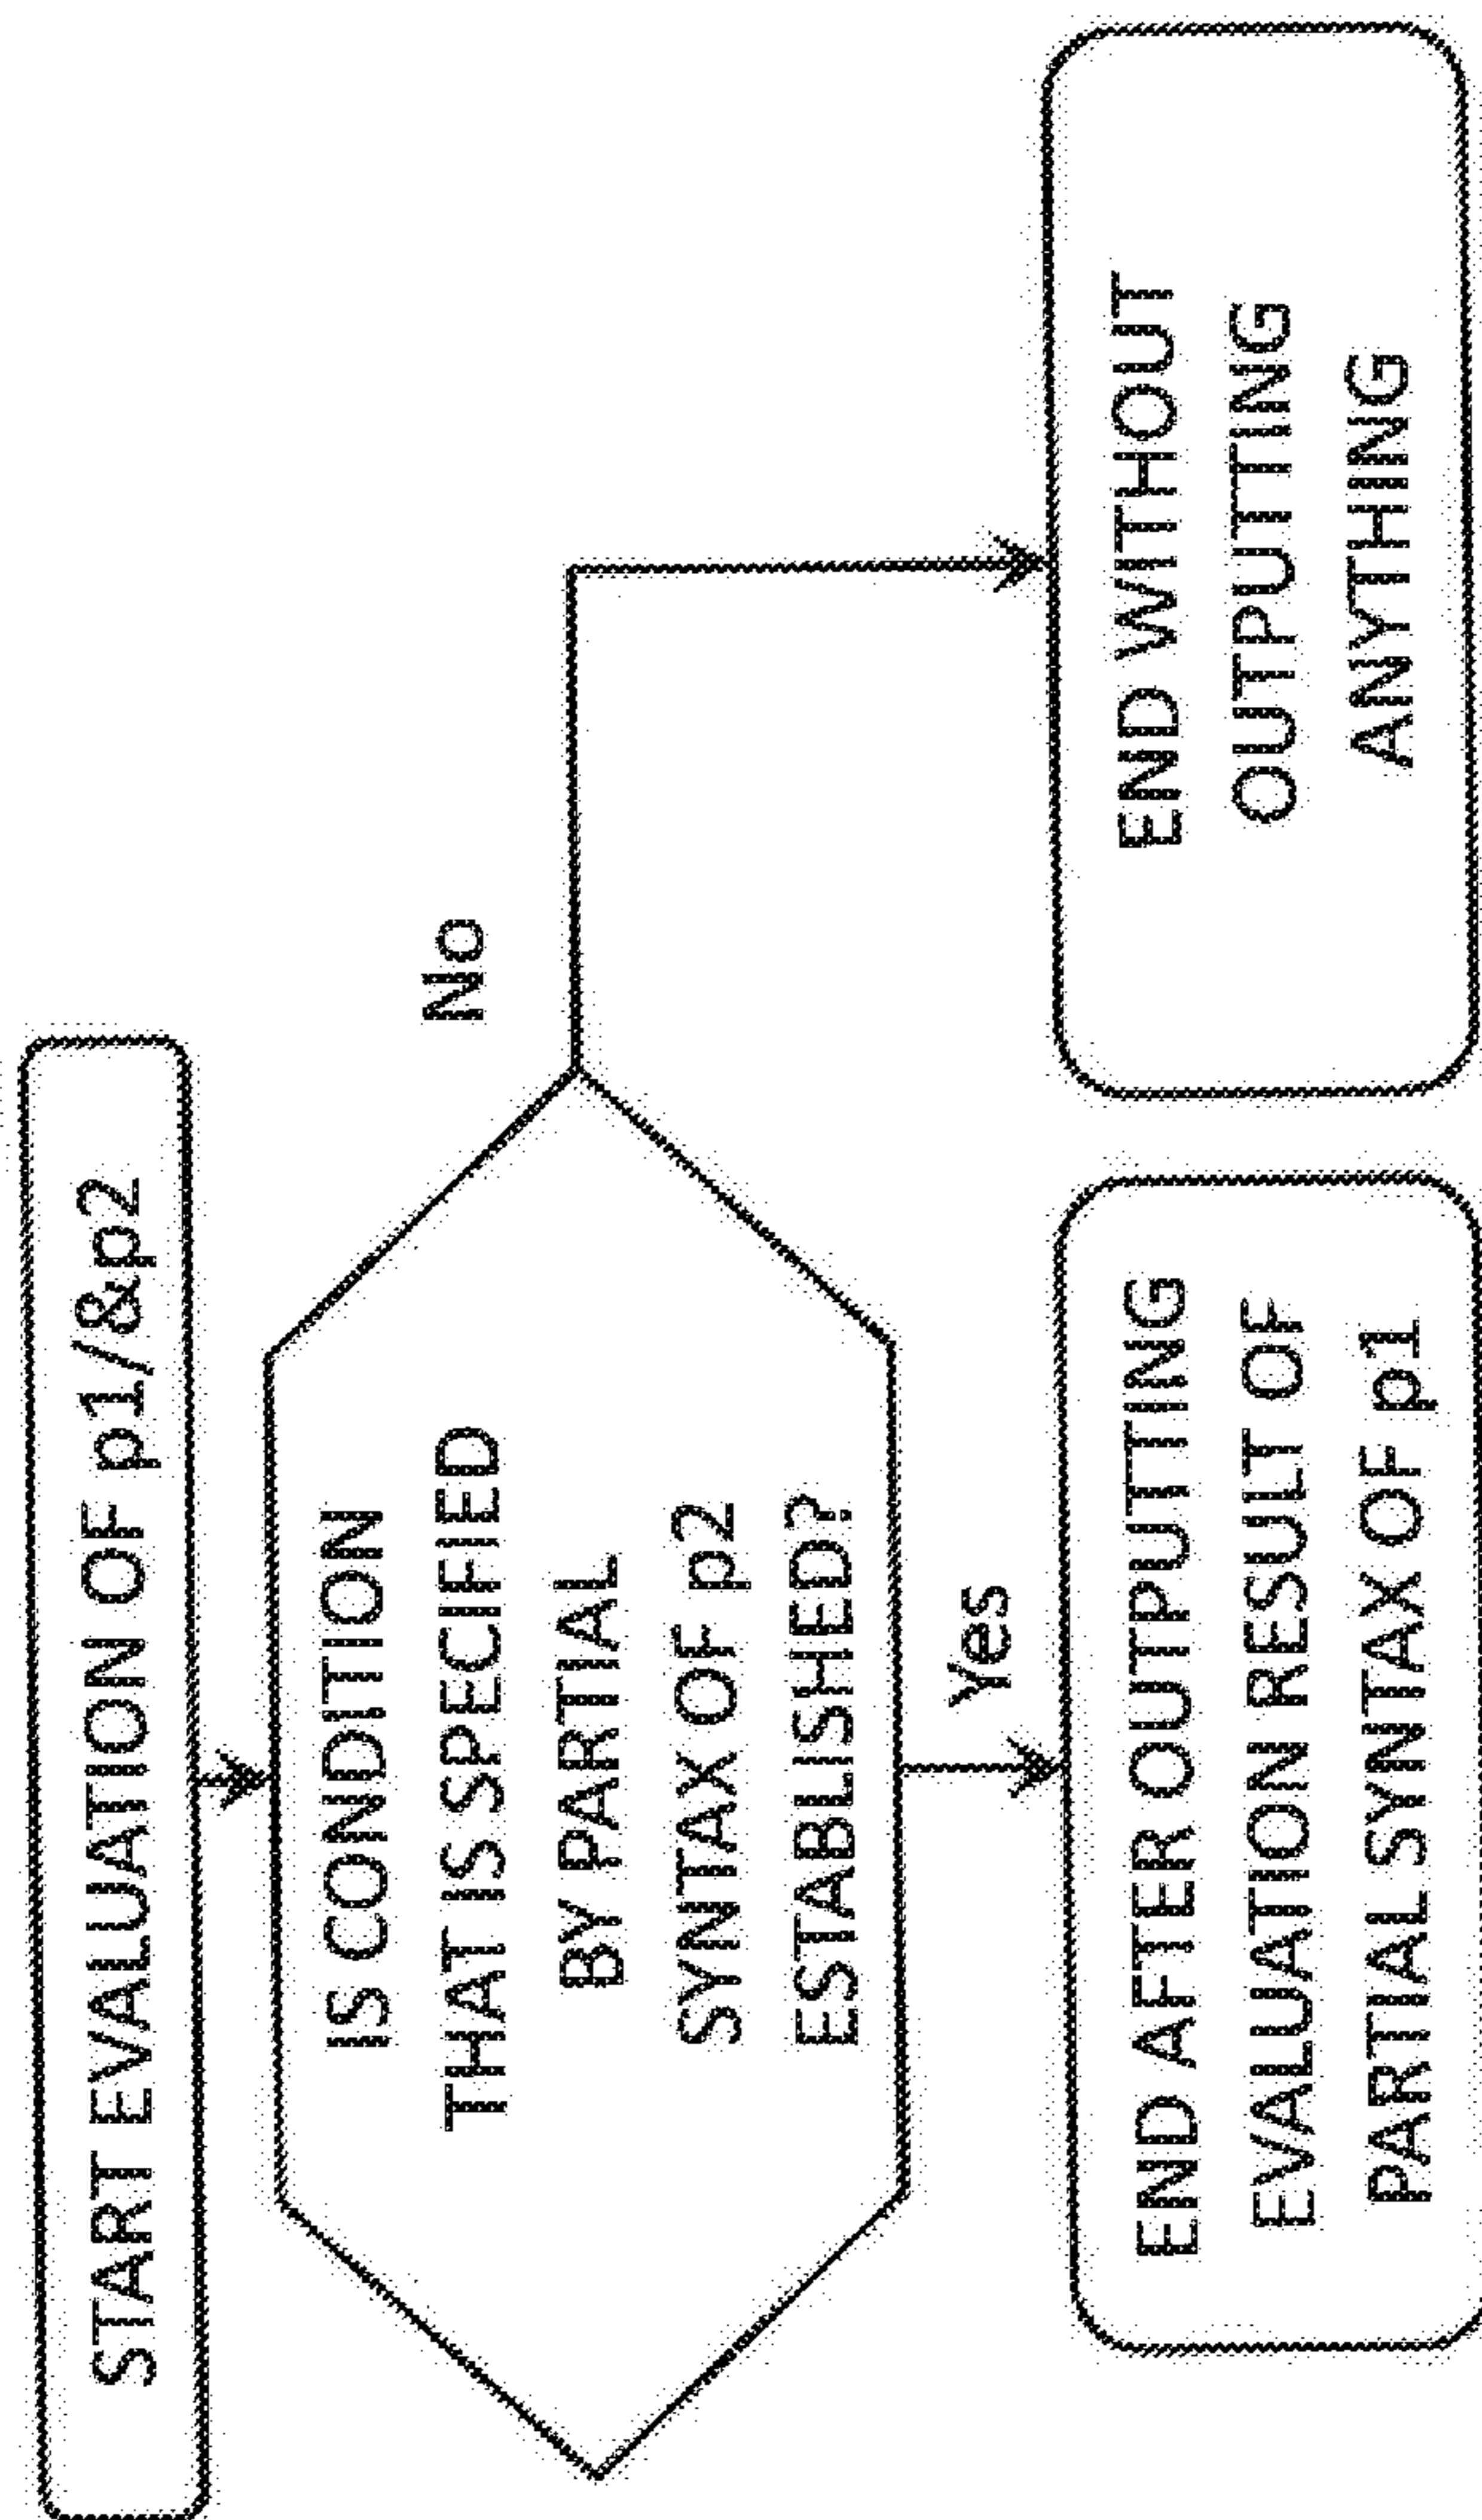 START EVALUATION OF p1/&p2
IS CONDITION
THAT IS SPECIFIED
BY PARTIAL
SYNTAX OF p2
ESTABLISHED?
No
Yes
END AFTER OUTPUTTING
EVALUATION RESULT OF
PARTIAL SYNTAX OF p1
END WITHOUT
OUTPUTTING
ANYTHING